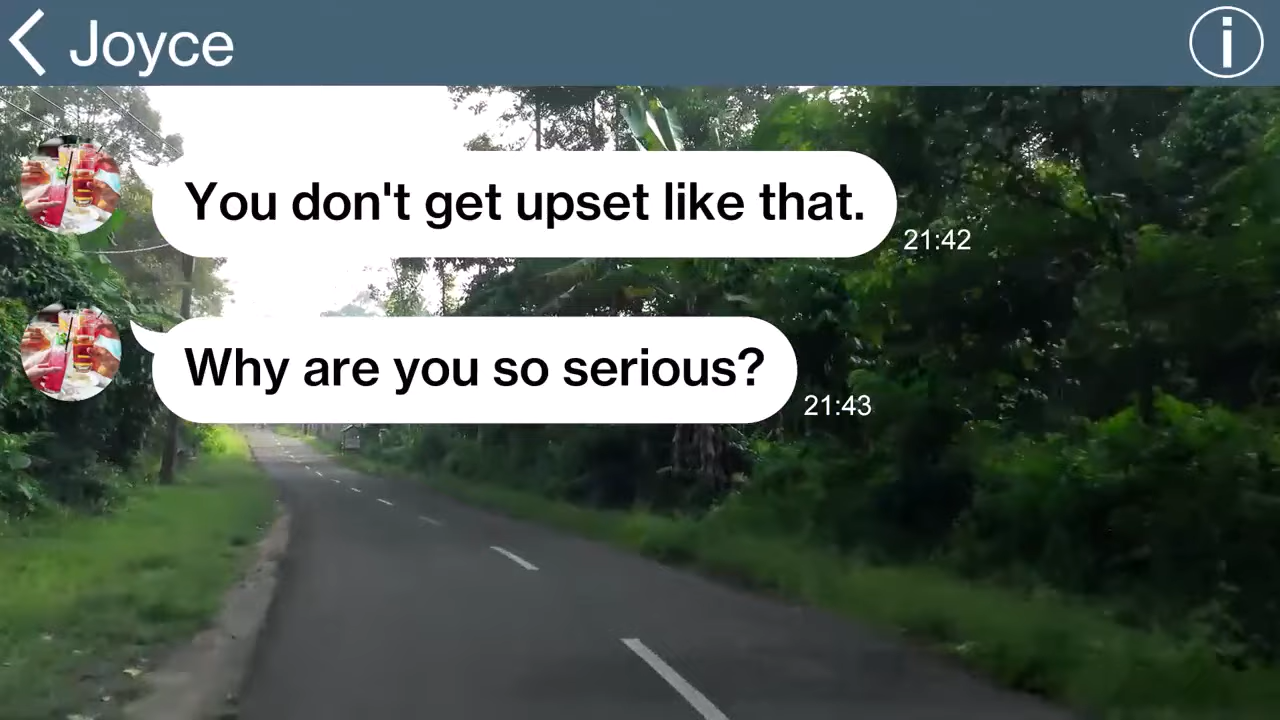 Joyce
You don't get upset like that.
21:42
Why are you so serious?
21:43